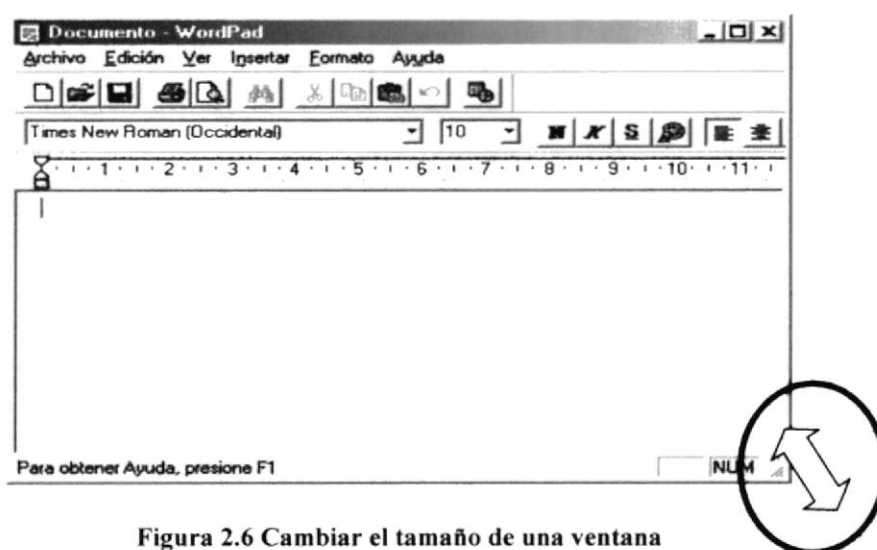 Documento - WordPad
Archivo Edición Ver Insertar Formato Ayuda
Times New Roman (Occidental) 10 N K S
1 2 3 4 5 6 7 8 9 10 11
Para obtener Ayuda, presione F1 NUM
Figura 2.6 Cambiar el tamaño de una ventana